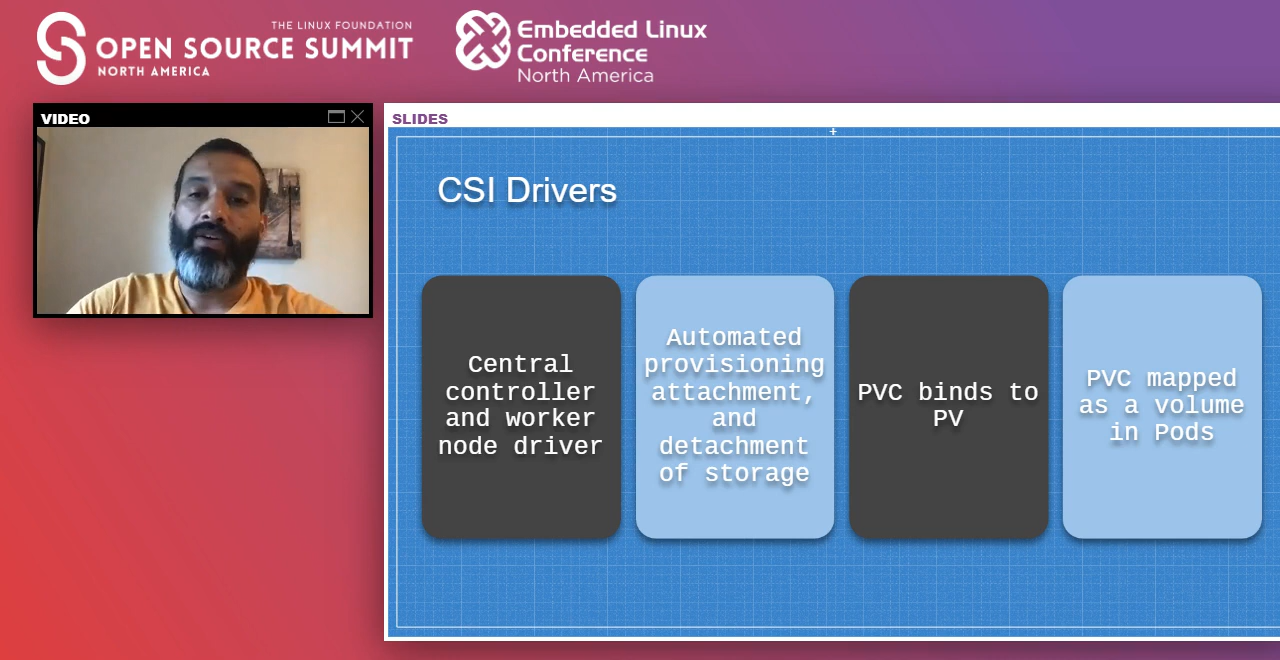 THE LINUX FOUNDATION
OPEN SOURCE SUMMIT
NORTH AMERICA
Embedded Linux
Conference
North America
VIDEO
SLIDES
CSI Drivers
Central
controller
and worker
node driver
Automated
provisioning
attachment,
and
detachment
of storage
PVC binds to
PV
PVC mapped
as a volume
in Pods